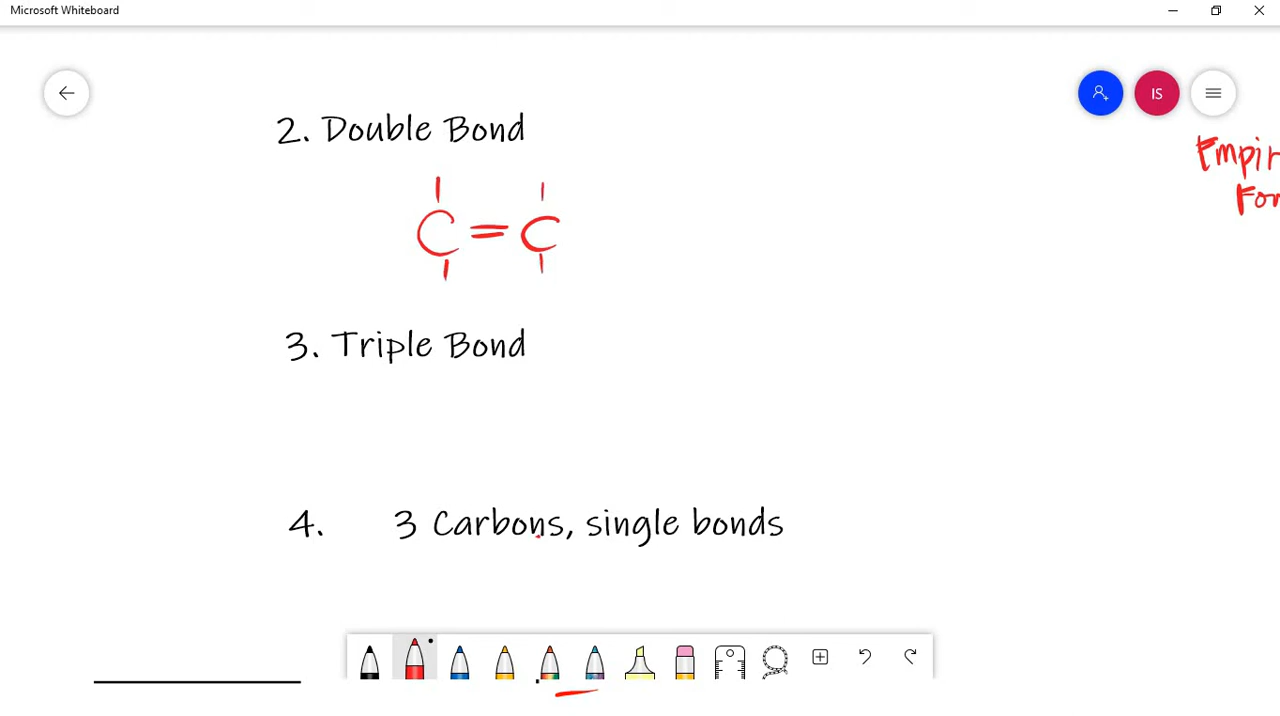 Microsoft Whiteboard
IS
2. Double Bond
C = C
3. Triple Bond
4. 3 Carbons, single bonds